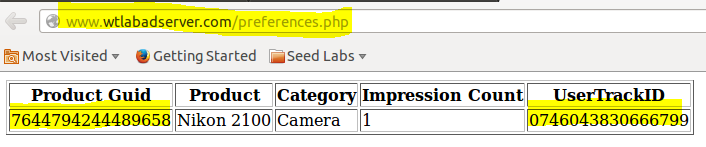 www.wtlabadserver.com/preferences.php
Most Visited Getting Started Seed Labs
Product Guid Product Category Impression Count UserTrackID
7644794244489658 Nikon 2100 Camera 1 0746043830666799